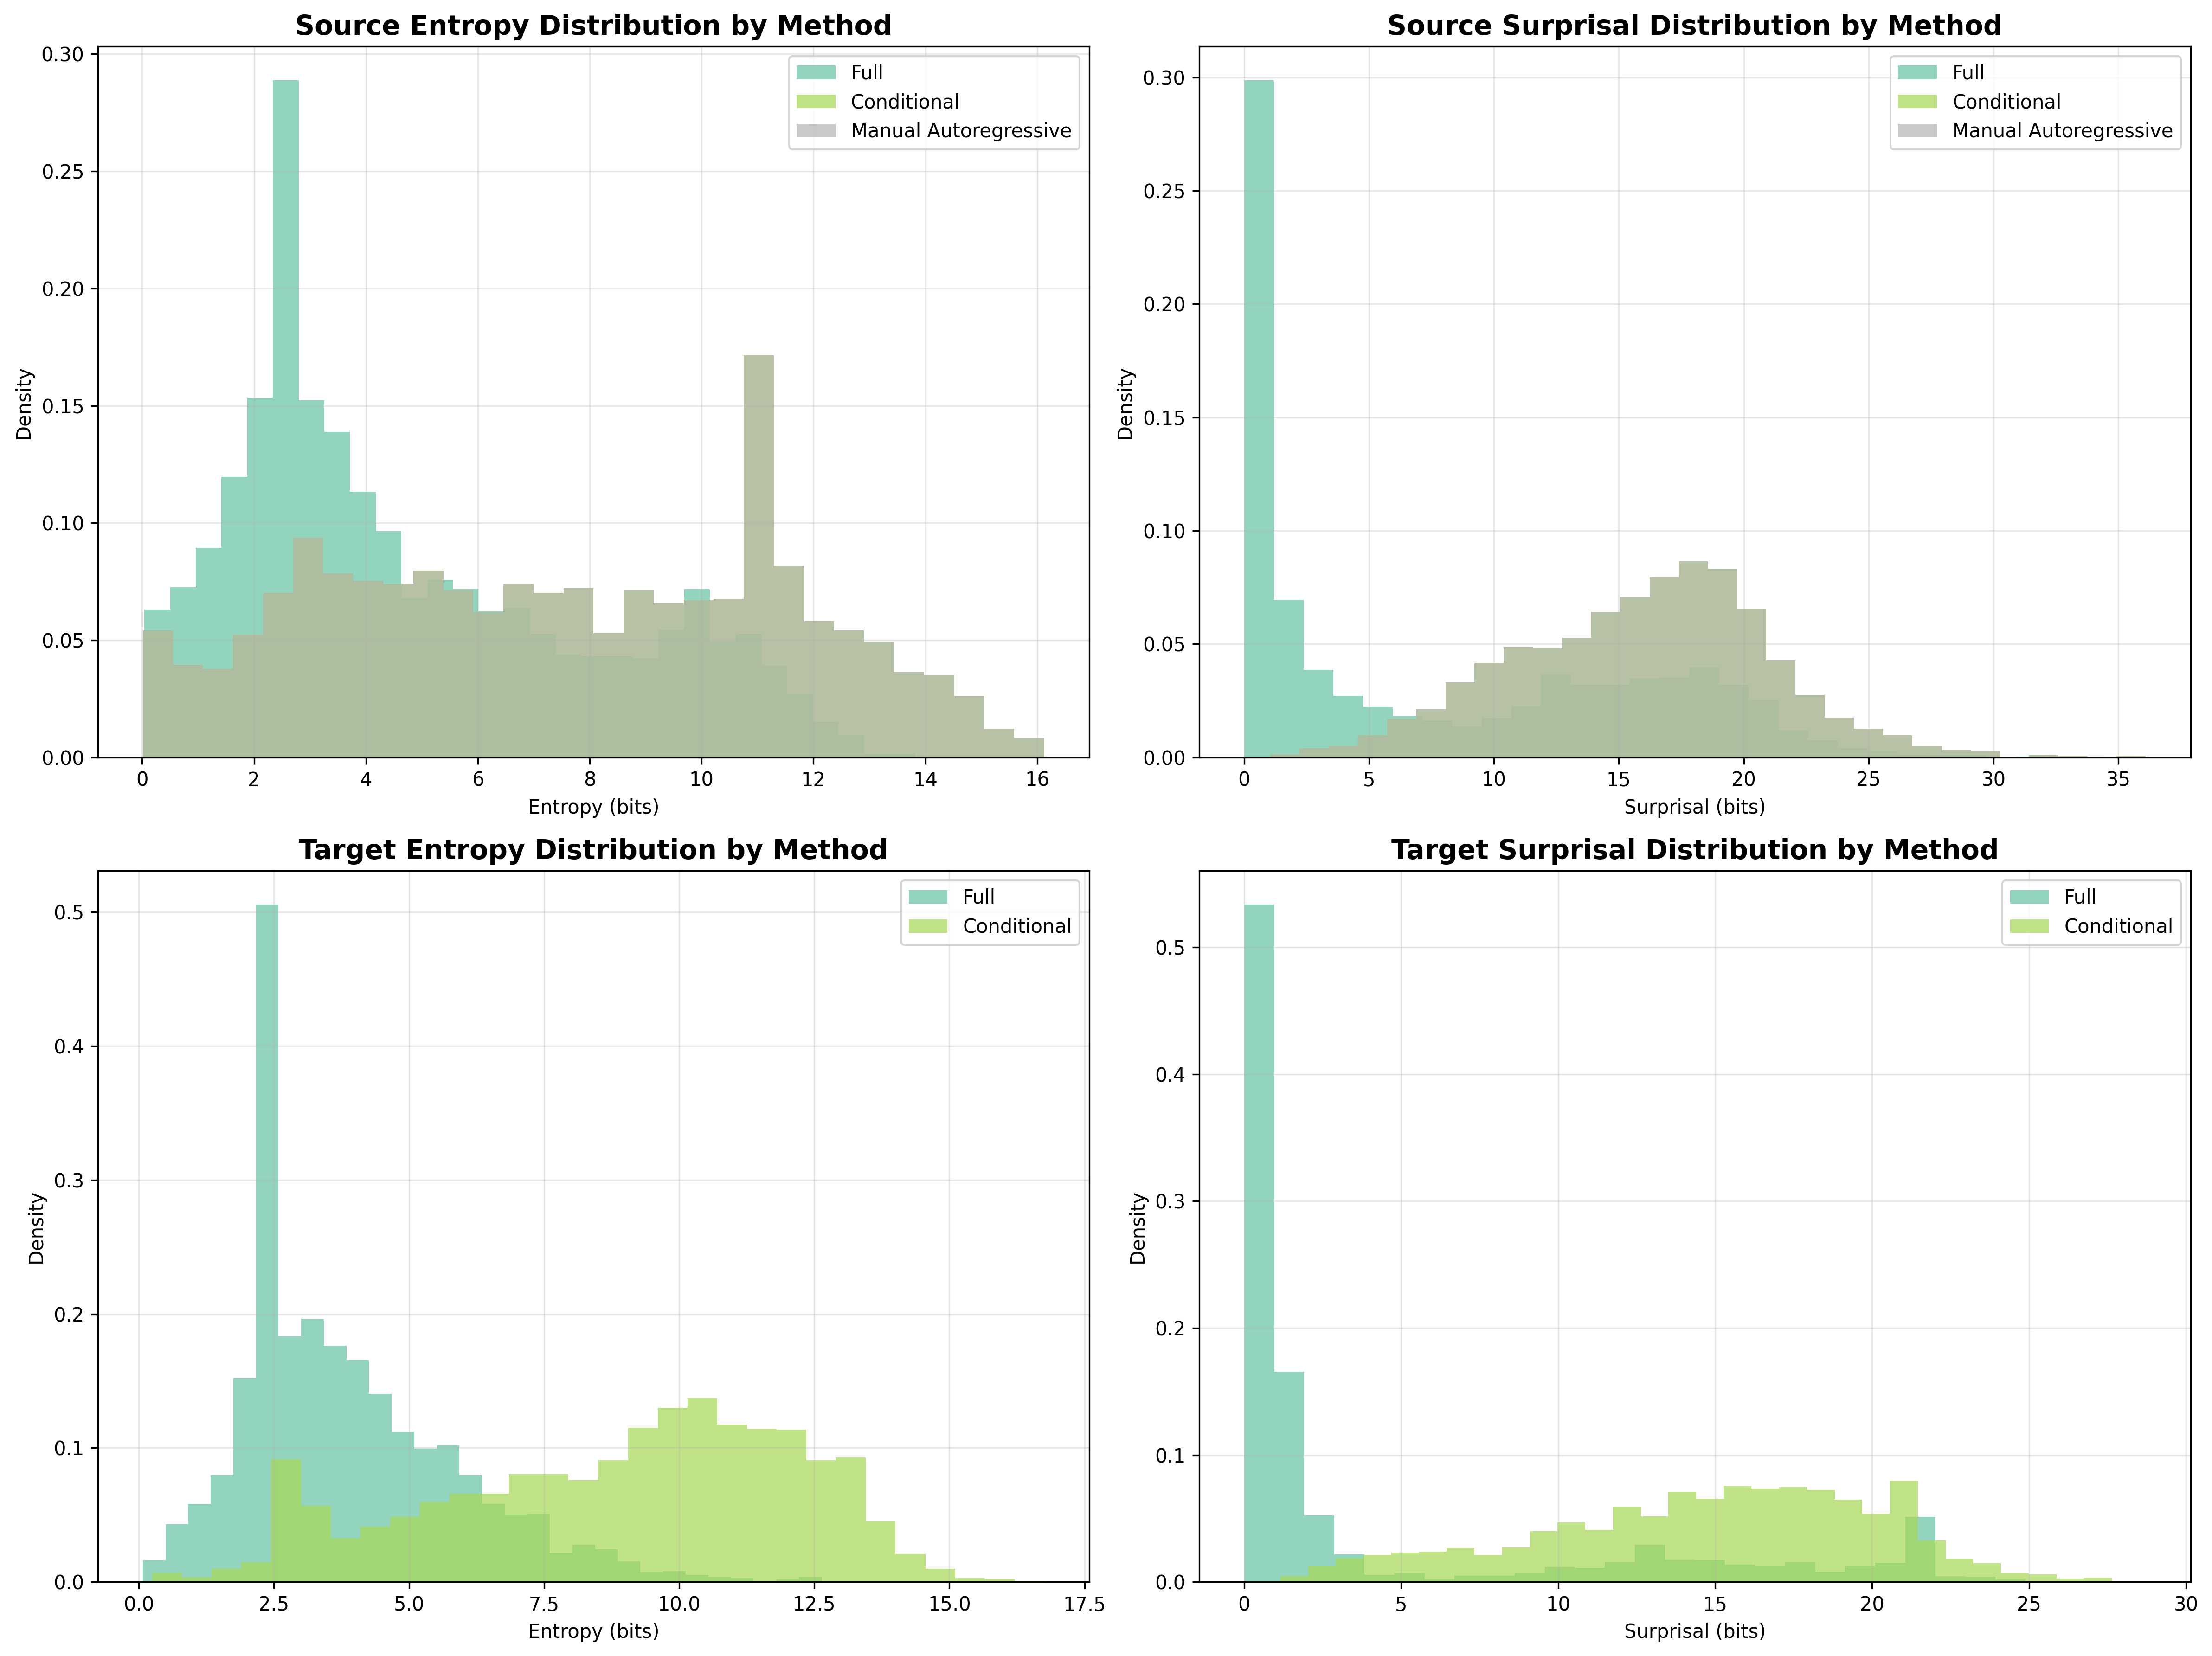 Source Entropy Distribution by Method
0.30
0.25
0.20
0.15
0.10
0.05
0.00
Density
Full
Conditional
Manual Autoregressive
0 2 4 6 8 10 12 14 16
Entropy (bits)
Source Surprisal Distribution by Method
0.30
0.25
0.20
0.15
0.10
0.05
0.00
Density
Full
Conditional
Manual Autoregressive
0 5 10 15 20 25 30 35
Surprisal (bits)
Target Entropy Distribution by Method
0.5
0.4
0.3
0.2
0.1
0.0
Density
Full
Conditional
0.0 2.5 5.0 7.5 10.0 12.5 15.0 17.5
Entropy (bits)
Target Surprisal Distribution by Method
0.5
0.4
0.3
0.2
0.1
0.0
Density
Full
Conditional
0 5 10 15 20 25 30
Surprisal (bits)